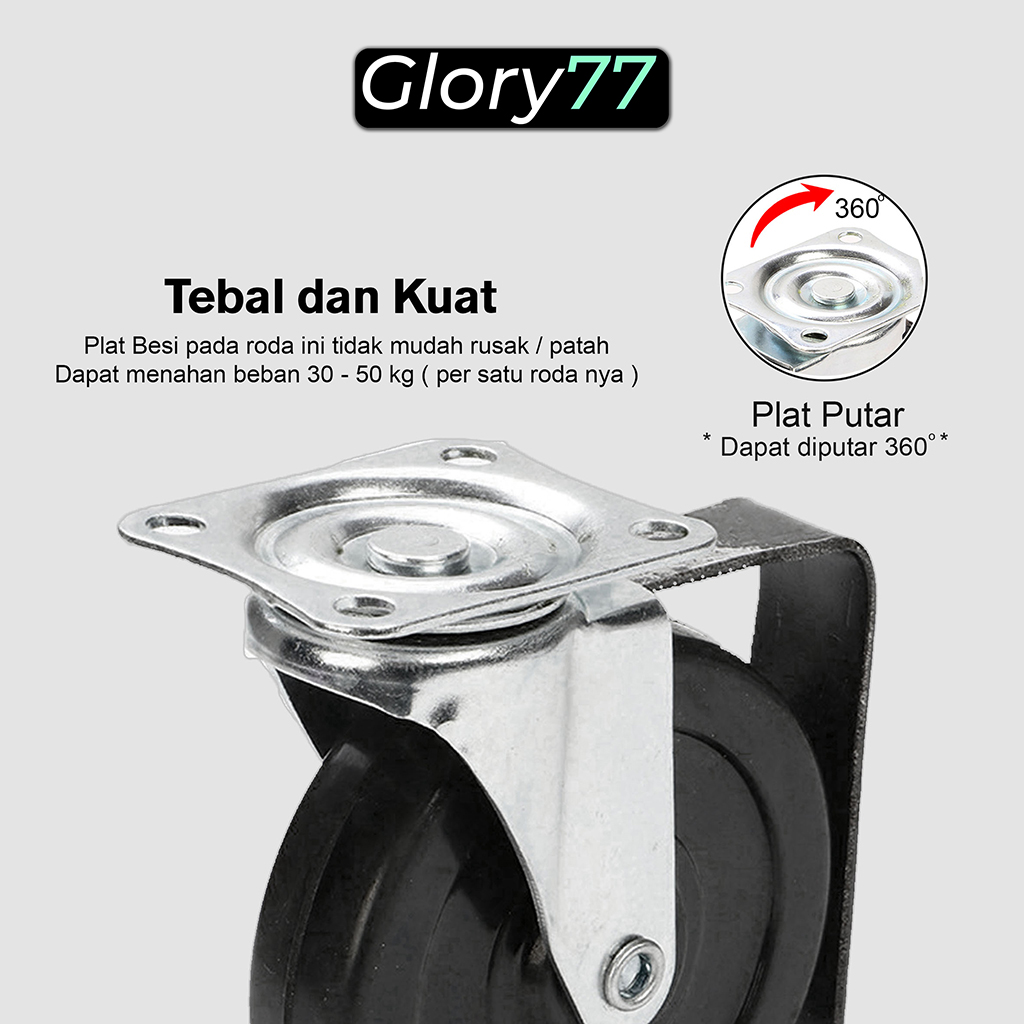 Glory77
360°
Tebal dan Kuat
Plat Besi pada roda ini tidak mudah rusak / patah
Dapat menahan beban 30 - 50 kg ( per satu roda nya )
Plat Putar
* Dapat diputar 360° *